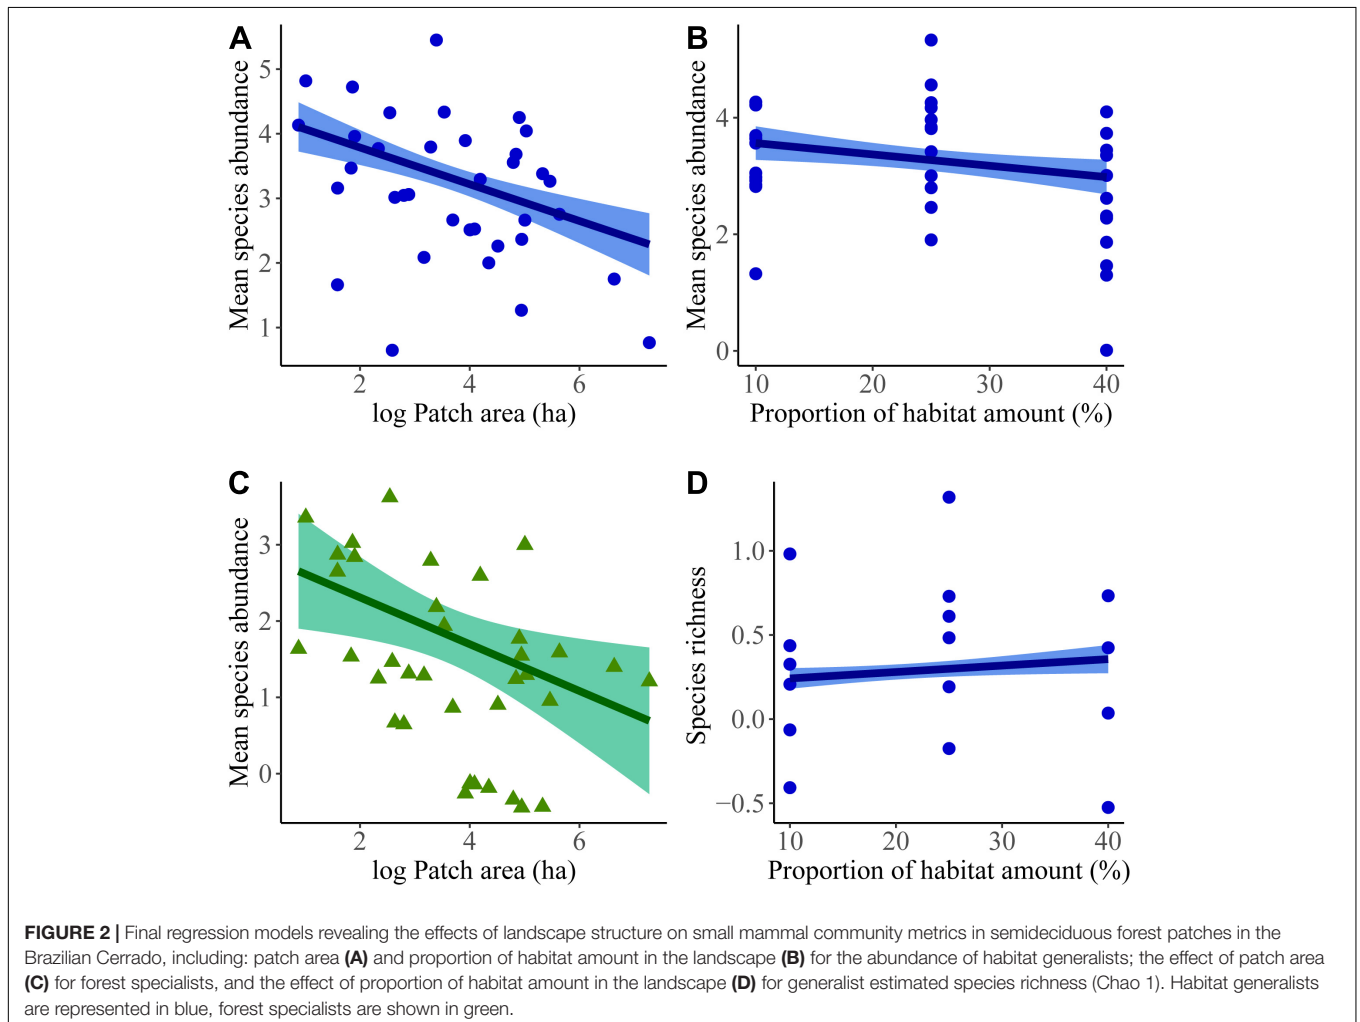 A
Mean species abundance
5
4
3
2
1
2 4 6
log Patch area (ha)
B
Mean species abundance
4
2
0
10 20 30 40
Proportion of habitat amount (%)
C
Mean species abundance
3
2
1
0
2 4 6
log Patch area (ha)
D
Species richness
1.0
0.5
0.0
−0.5
10 20 30 40
Proportion of habitat amount (%)
FIGURE 2 | Final regression models revealing the effects of landscape structure on small mammal community metrics in semideciduous forest patches in the
Brazilian Cerrado, including: patch area (A) and proportion of habitat amount in the landscape (B) for the abundance of habitat generalists; the effect of patch area
(C) for forest specialists, and the effect of proportion of habitat amount in the landscape (D) for generalist estimated species richness (Chao 1). Habitat generalists
are represented in blue, forest specialists are shown in green.